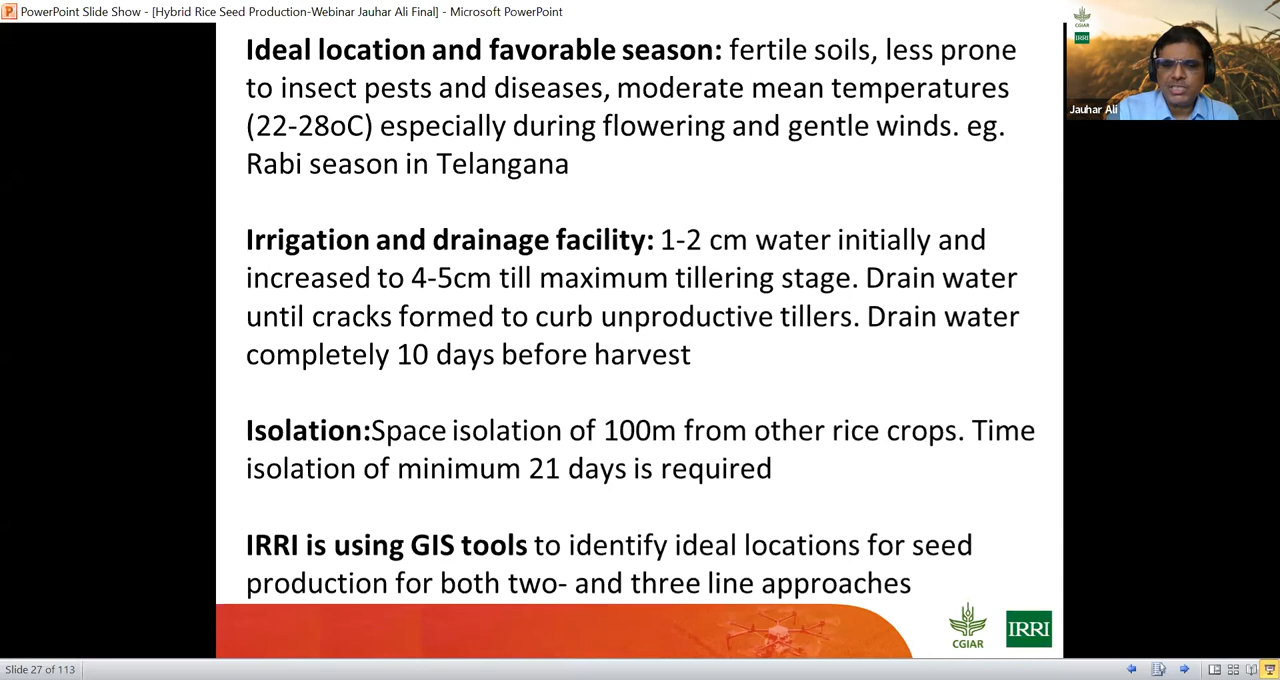 PowerPoint Slide Show - [Hybrid Rice Seed Production-Webinar Jauhar Ali Final] - Microsoft PowerPoint
CGIAR
IRRI
Jauhar Ali
Ideal location and favorable season: fertile soils, less prone
to insect pests and diseases, moderate mean temperatures
(22-28oC) especially during flowering and gentle winds. eg.
Rabi season in Telangana
Irrigation and drainage facility: 1-2 cm water initially and
increased to 4-5cm till maximum tillering stage. Drain water
until cracks formed to curb unproductive tillers. Drain water
completely 10 days before harvest
Isolation:Space isolation of 100m from other rice crops. Time
isolation of minimum 21 days is required
IRRI is using GIS tools to identify ideal locations for seed
production for both two- and three line approaches
CGIAR
IRRI
Slide 27 of 113